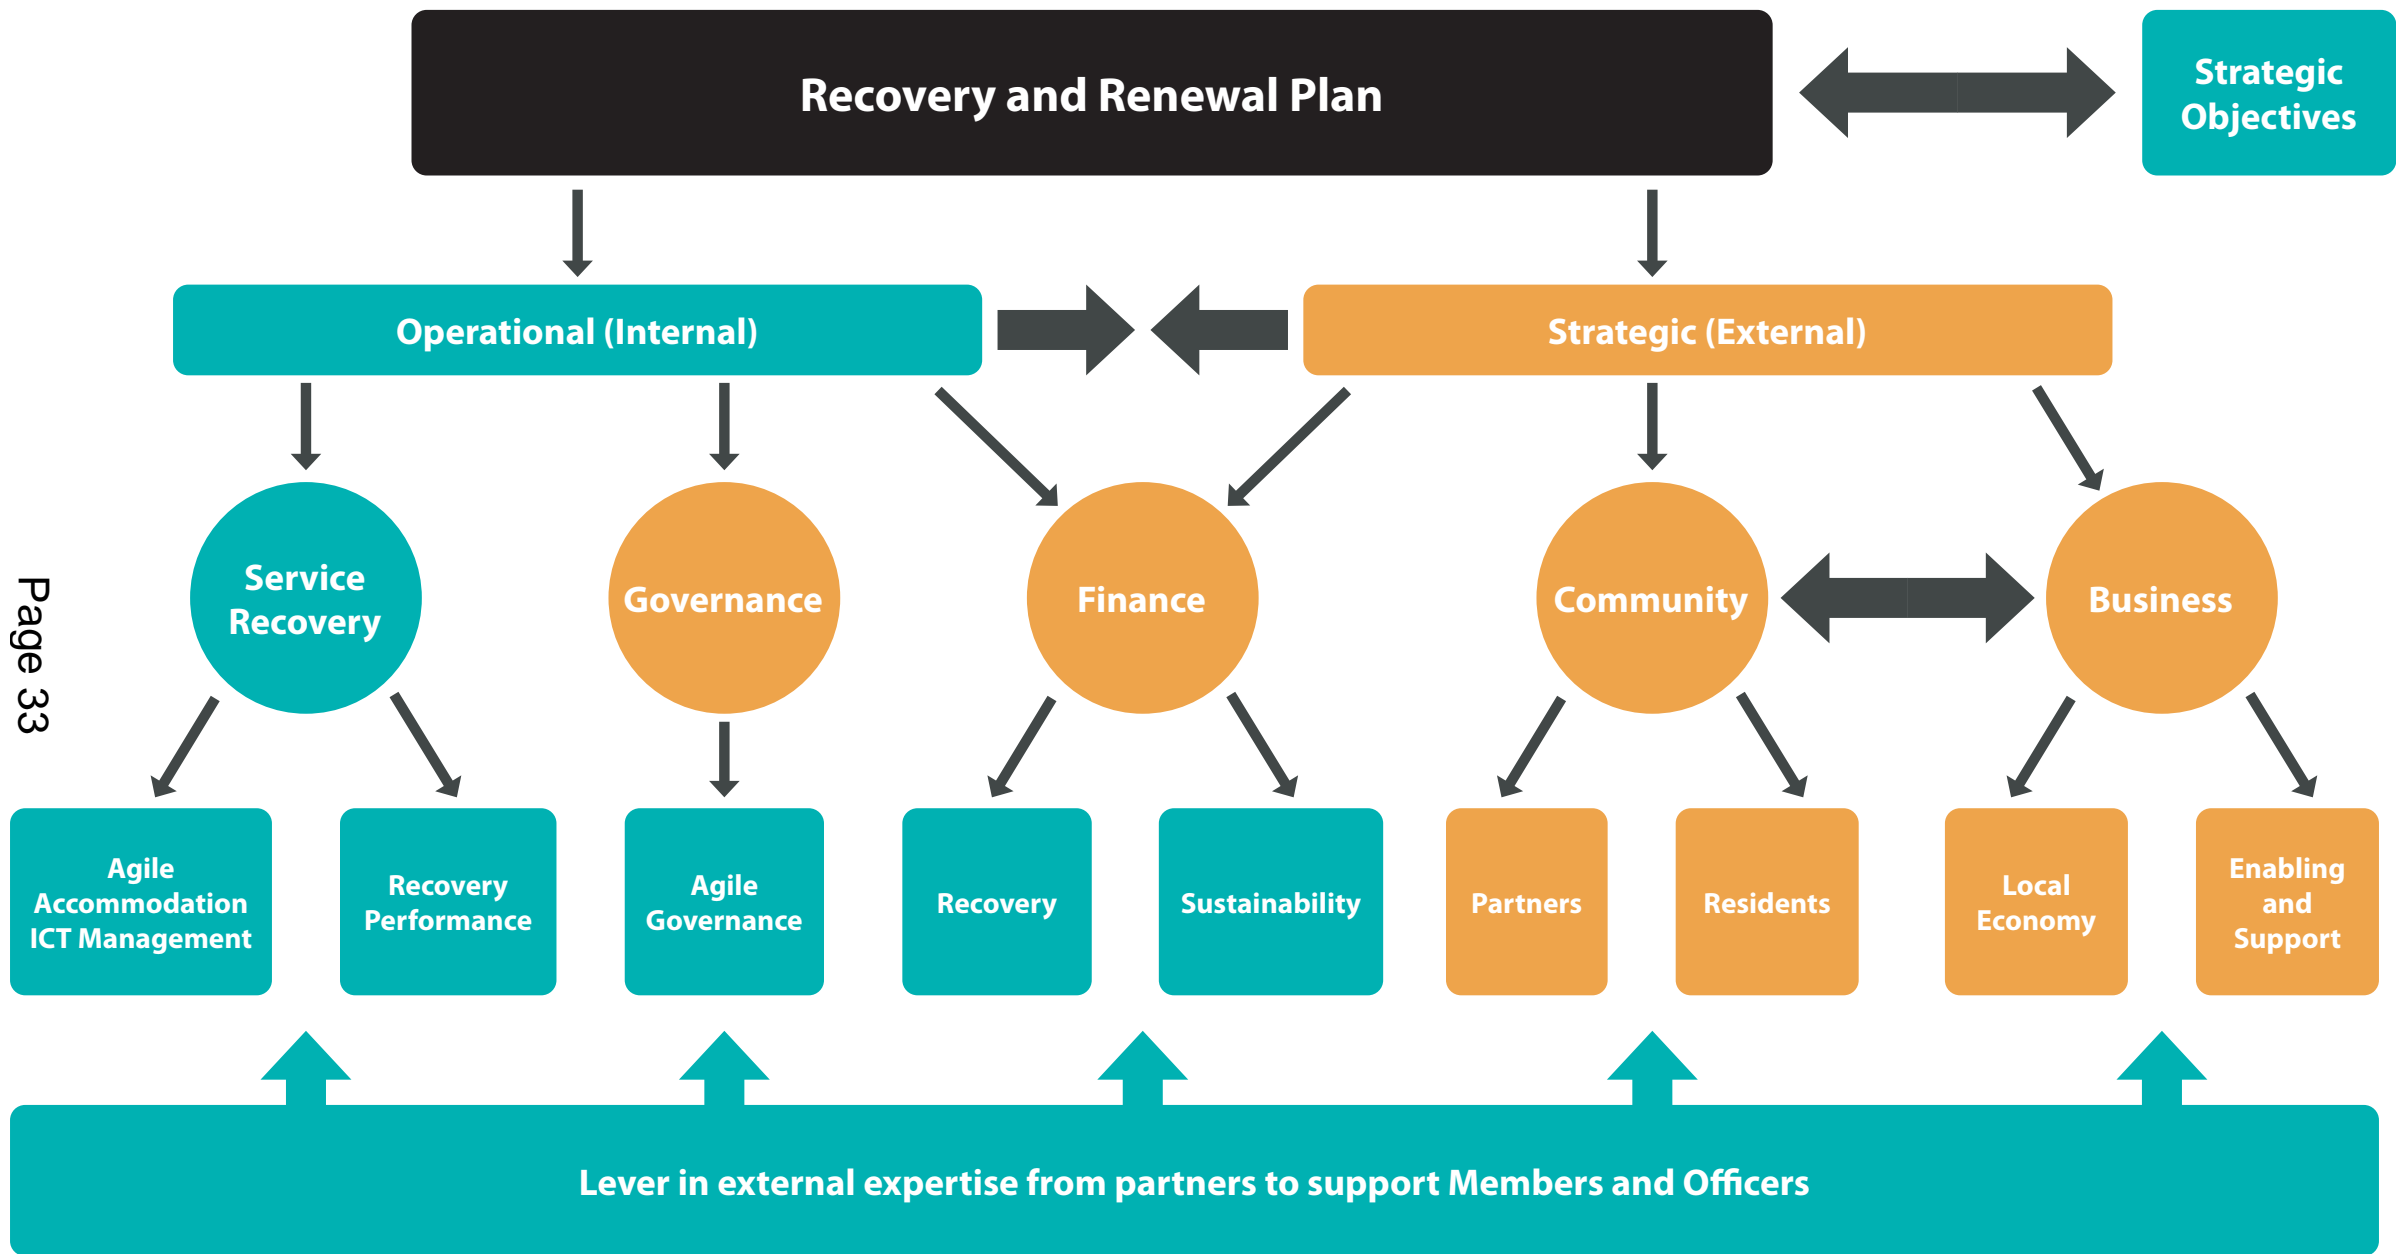 Recovery and Renewal Plan
Strategic
Objectives
Operational (Internal)
Strategic (External)
Service
Recovery
Governance
Finance
Community
Business
Page 33
Agile
Accommodation
ICT Management
Recovery
Performance
Agile
Governance
Recovery
Sustainability
Partners
Residents
Local
Economy
Enabling
and
Support
Lever in external expertise from partners to support Members and Officers